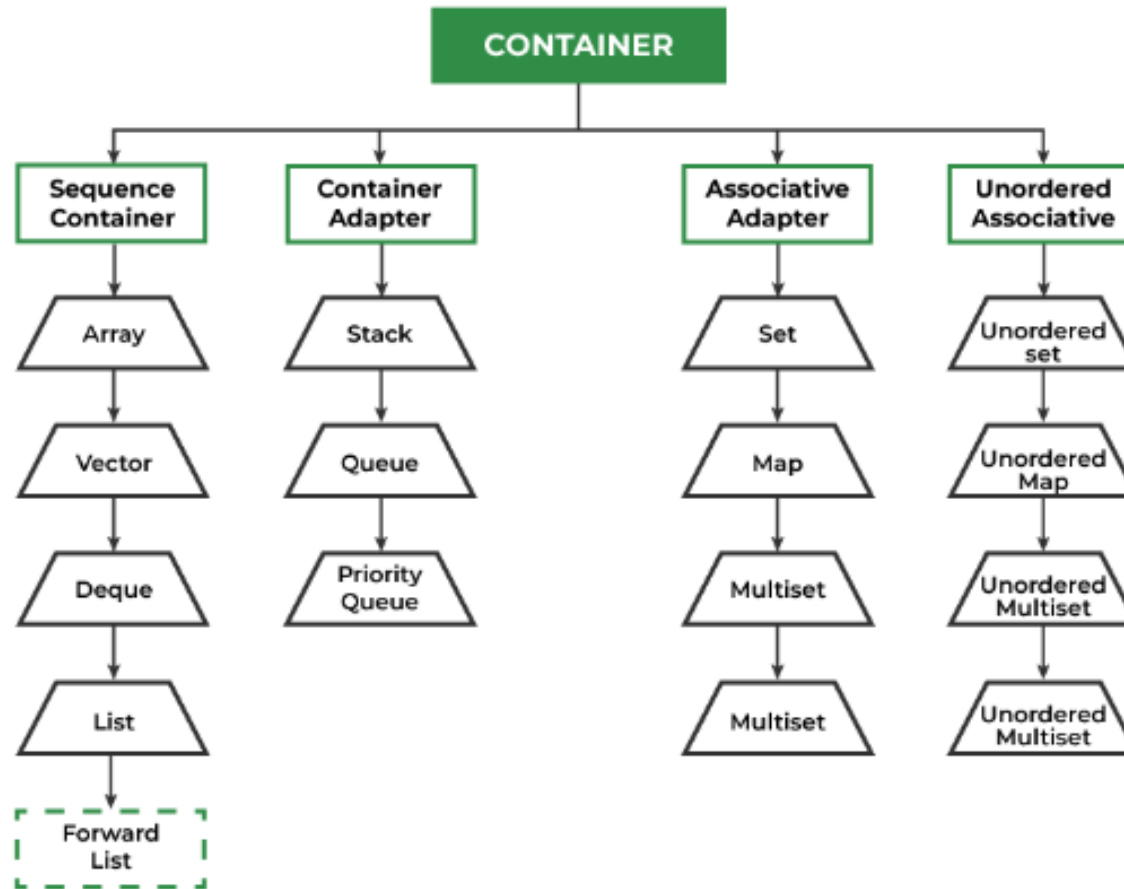 CONTAINER
Sequence
Container
Container
Adapter
Associative
Adapter
Unordered
Associative
Array
Stack
Set
Unordered
set
Vector
Queue
Map
Unordered
Map
Deque
Priority
Queue
Multiset
Unordered
Multiset
List
Multiset
Unordered
Multiset
Forward
List